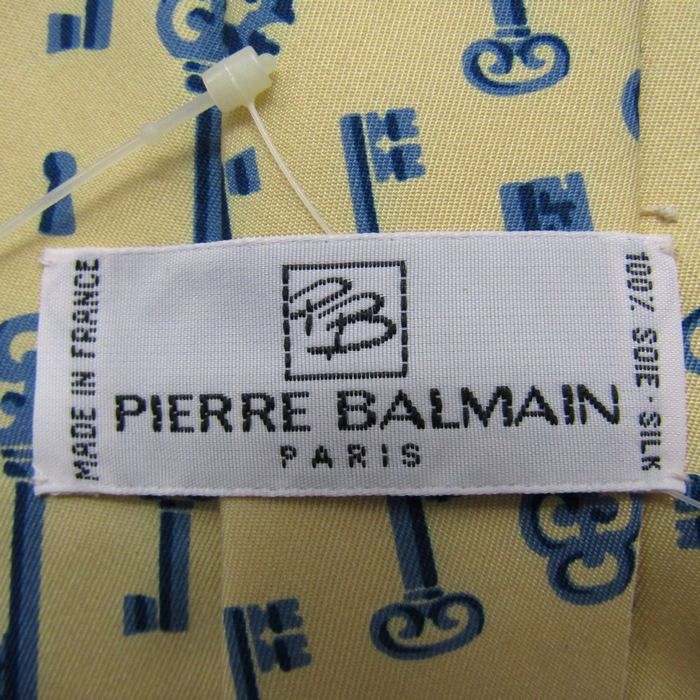 MADE IN FRANCE
PB
PIERRE BALMAIN
PARIS
100% SOIE · SILK